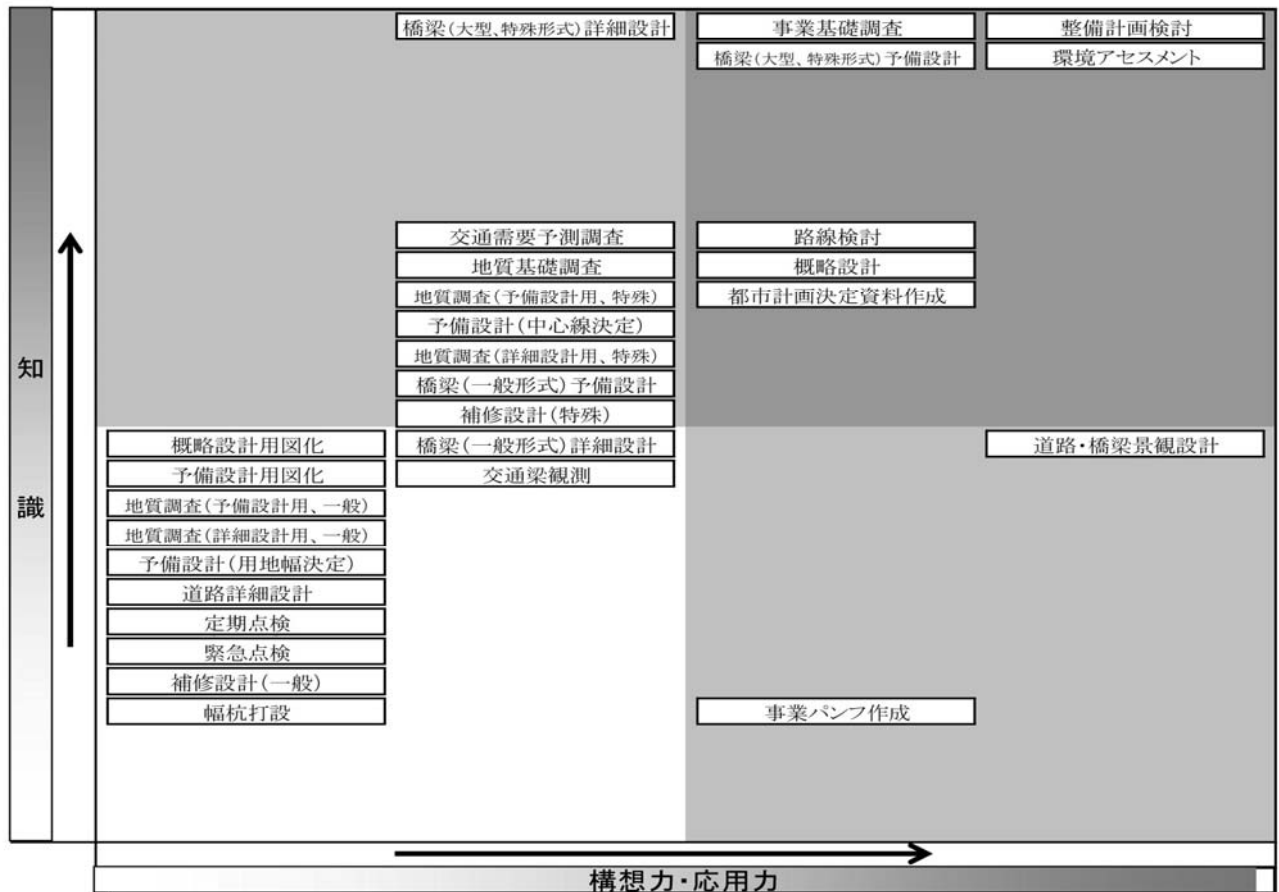 橋梁(大型、特殊形式)詳細設計
事業基礎調査
整備計画検討
橋梁(大型、特殊形式)予備設計
環境アセスメント
交通需要予測調査
路線検討
地質基礎調査
概略設計
地質調査(予備設計用、特殊)
都市計画決定資料作成
予備設計(中心線決定)
地質調査(詳細設計用、特殊)
橋梁(一般形式)予備設計
補修設計(特殊)
概略設計用図化
橋梁(一般形式)詳細設計
道路・橋梁景観設計
予備設計用図化
交通梁観測
地質調査(予備設計用、一般)
地質調査(詳細設計用、一般)
予備設計(用地幅決定)
道路詳細設計
定期点検
緊急点検
補修設計(一般)
幅杭打設
事業パンフ作成
知識
構想力・応用力